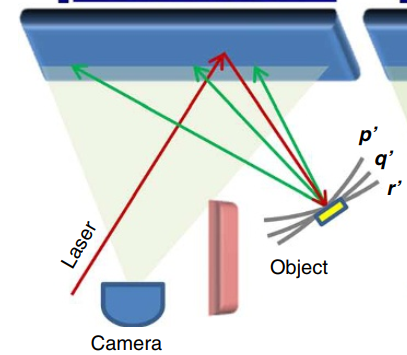 p’
q’
r’
Laser
Object
Camera